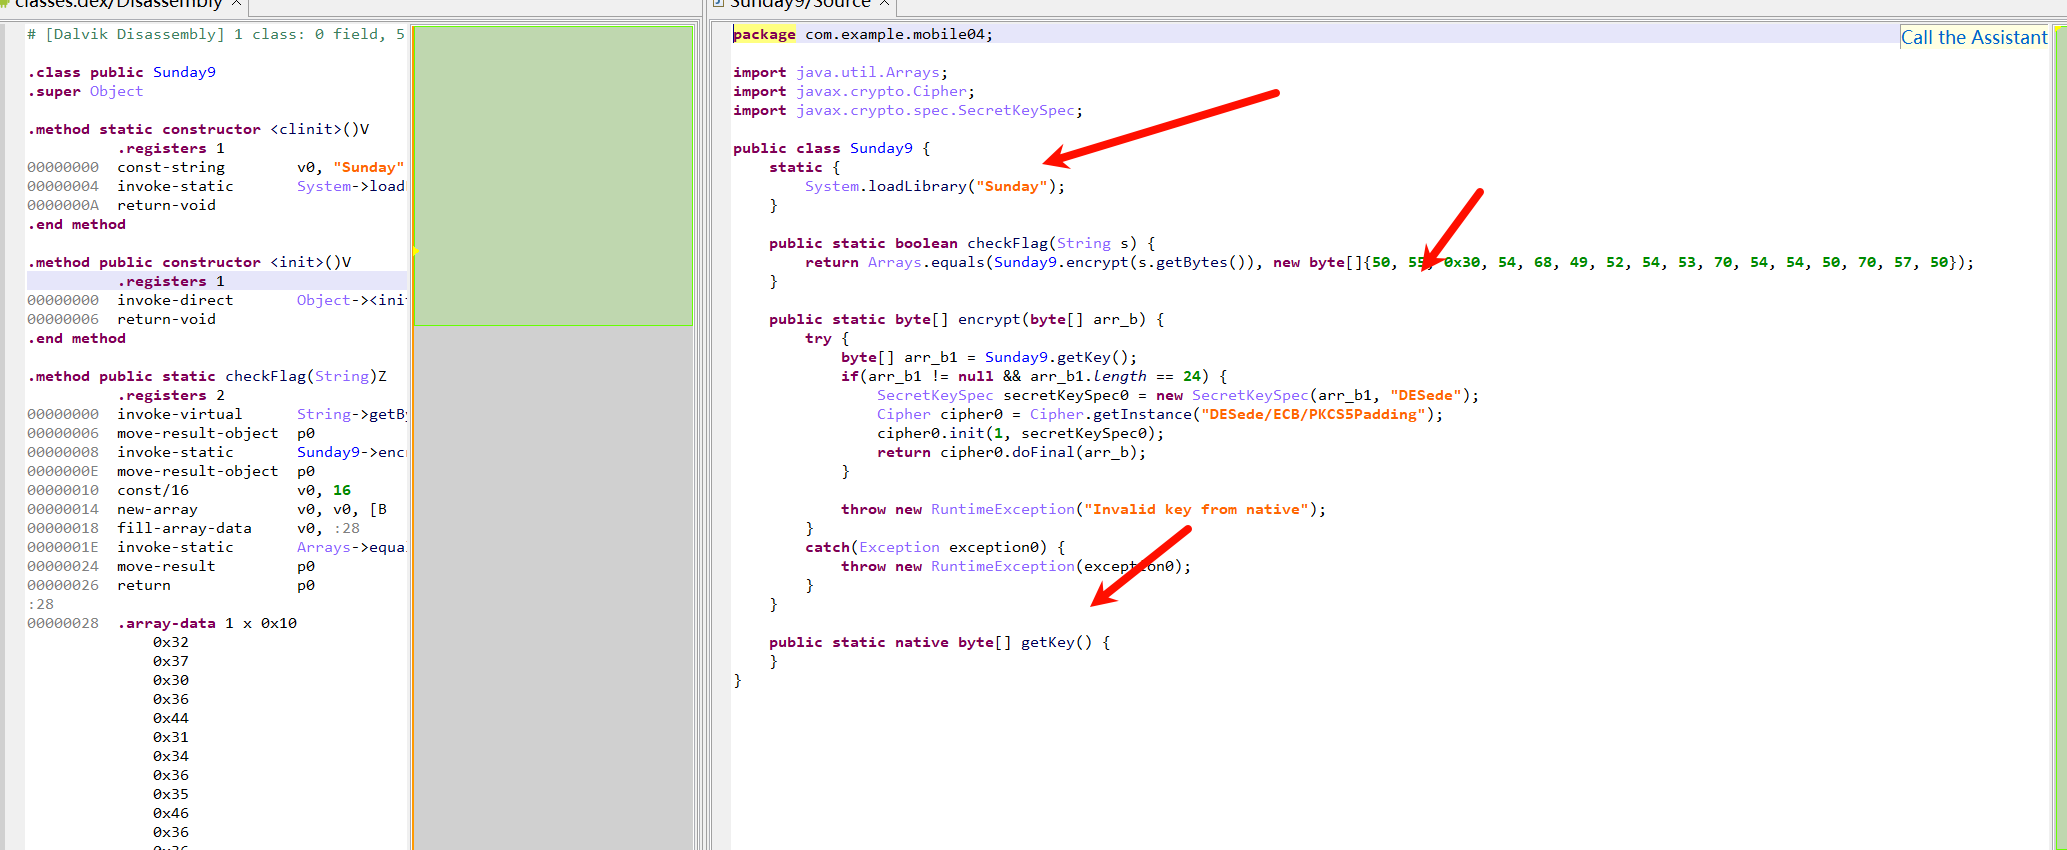 classes.dex/Disassembly
# [Dalvik Disassembly] 1 class: 0 field, 5
.class public Sunday9
.super Object
.method static constructor <clinit>()V
.registers 1
00000000 const-string v0, "Sunday"
00000004 invoke-static System->load
0000000A return-void
.end method
.method public constructor <init>()V
.registers 1
00000000 invoke-direct Object-><ini
00000006 return-void
.end method
.method public static checkFlag(String)Z
.registers 2
00000000 invoke-virtual String->getB
00000006 move-result-object p0
00000008 invoke-static Sunday9->enc
0000000E move-result-object p0
00000010 const/16 v0, 16
00000014 new-array v0, v0, [B
00000018 fill-array-data v0, :28
0000001E invoke-static Arrays->equa
00000024 move-result p0
00000026 return p0
:28
00000028 .array-data 1 x 0x10
0x32
0x37
0x30
0x36
0x44
0x31
0x34
0x36
0x35
0x46
0x36
Sunday9/Source
package com.example.mobile04;
Call the Assistant
import java.util.Arrays;
import javax.crypto.Cipher;
import javax.crypto.spec.SecretKeySpec;
public class Sunday9 {
static {
System.loadLibrary("Sunday");
}
public static boolean checkFlag(String s) {
return Arrays.equals(Sunday9.encrypt(s.getBytes()), new byte[]{50, 55, 0x30, 54, 68, 49, 52, 54, 53, 70, 54, 54, 50, 70, 57, 50});
}
public static byte[] encrypt(byte[] arr_b) {
try {
byte[] arr_b1 = Sunday9.getKey();
if(arr_b1 != null && arr_b1.length == 24) {
SecretKeySpec secretKeySpec0 = new SecretKeySpec(arr_b1, "DESede");
Cipher cipher0 = Cipher.getInstance("DESede/ECB/PKCS5Padding");
cipher0.init(1, secretKeySpec0);
return cipher0.doFinal(arr_b);
}
throw new RuntimeException("Invalid key from native");
}
catch(Exception exception0) {
throw new RuntimeException(exception0);
}
}
public static native byte[] getKey() {
}
}